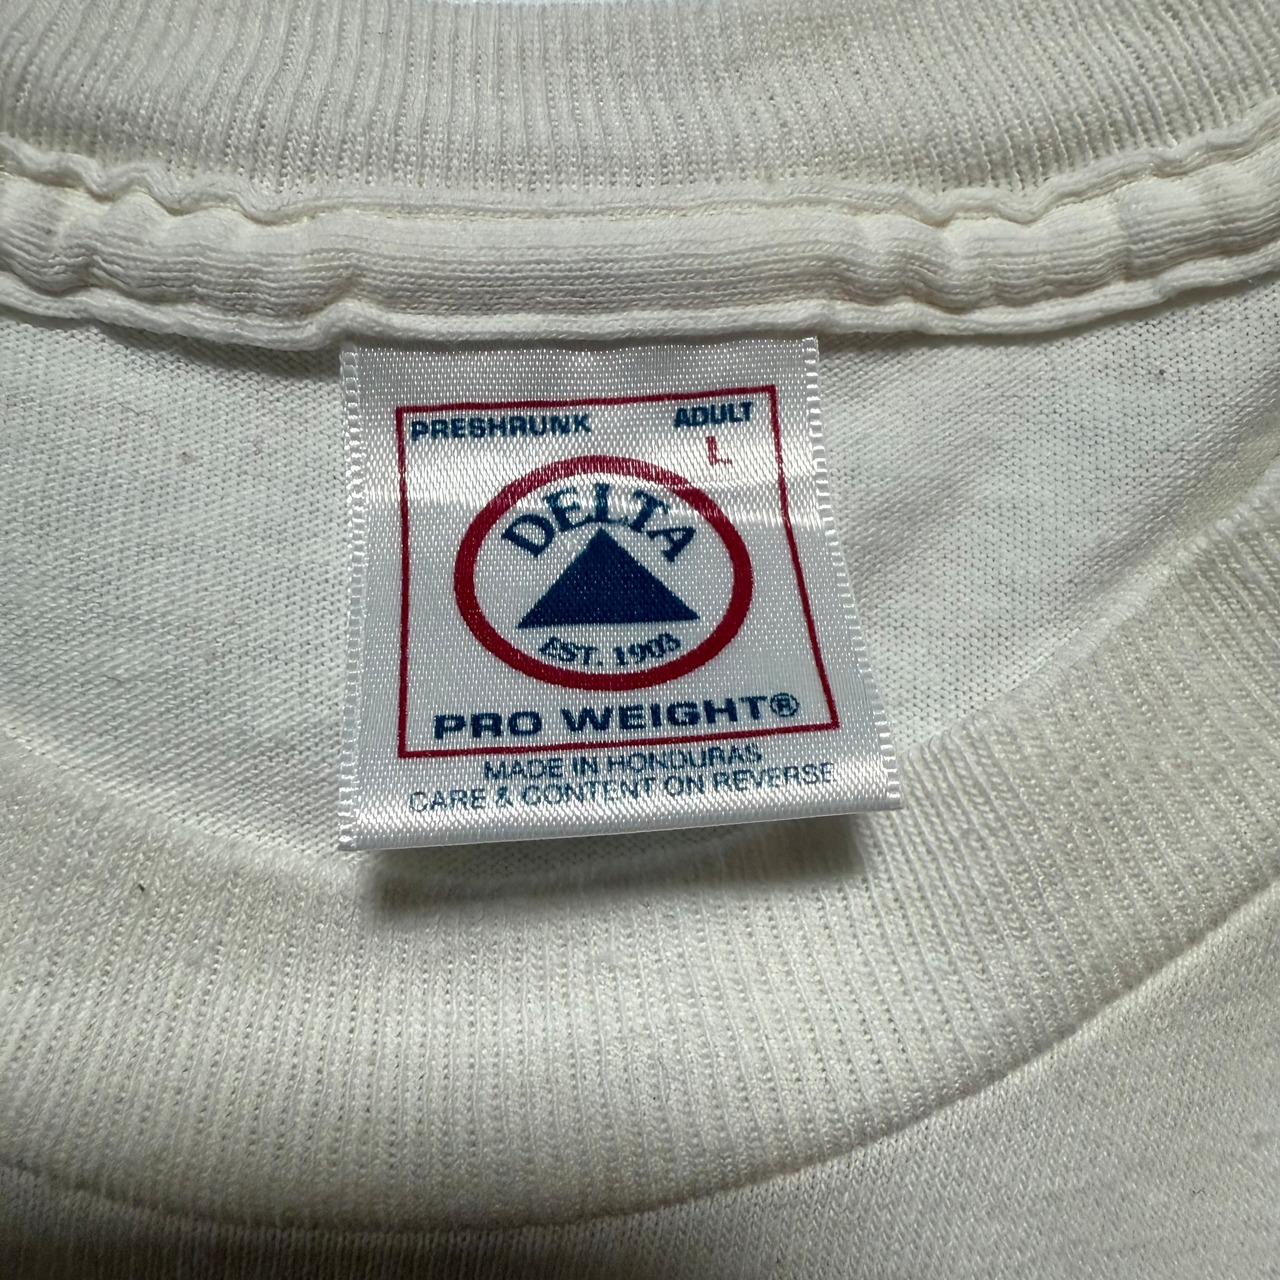 PRESHRUNK ADULT
L
DELTA
EST. 1903
PRO WEIGHT®
MADE IN HONDURAS
CARE & CONTENT ON REVERSE